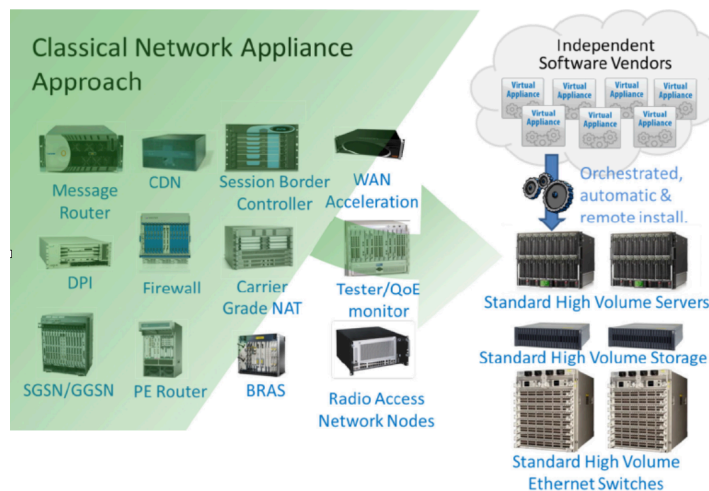 Classical Network Appliance
Approach
Message
Router
CDN
Session Border
Controller
WAN
Acceleration
DPI
Firewall
Carrier
Grade NAT
Tester/QoE
monitor
SGSN/GGSN
PE Router
BRAS
Radio Access
Network Nodes
Independent
Software Vendors
Virtual
Appliance
Virtual
Appliance
Virtual
Appliance
Virtual
Appliance
Virtual
Appliance
Virtual
Appliance
Virtual
Appliance
Orchestrated,
automatic &
remote install.
Standard High Volume Servers
Standard High Volume Storage
Standard High Volume
Ethernet Switches